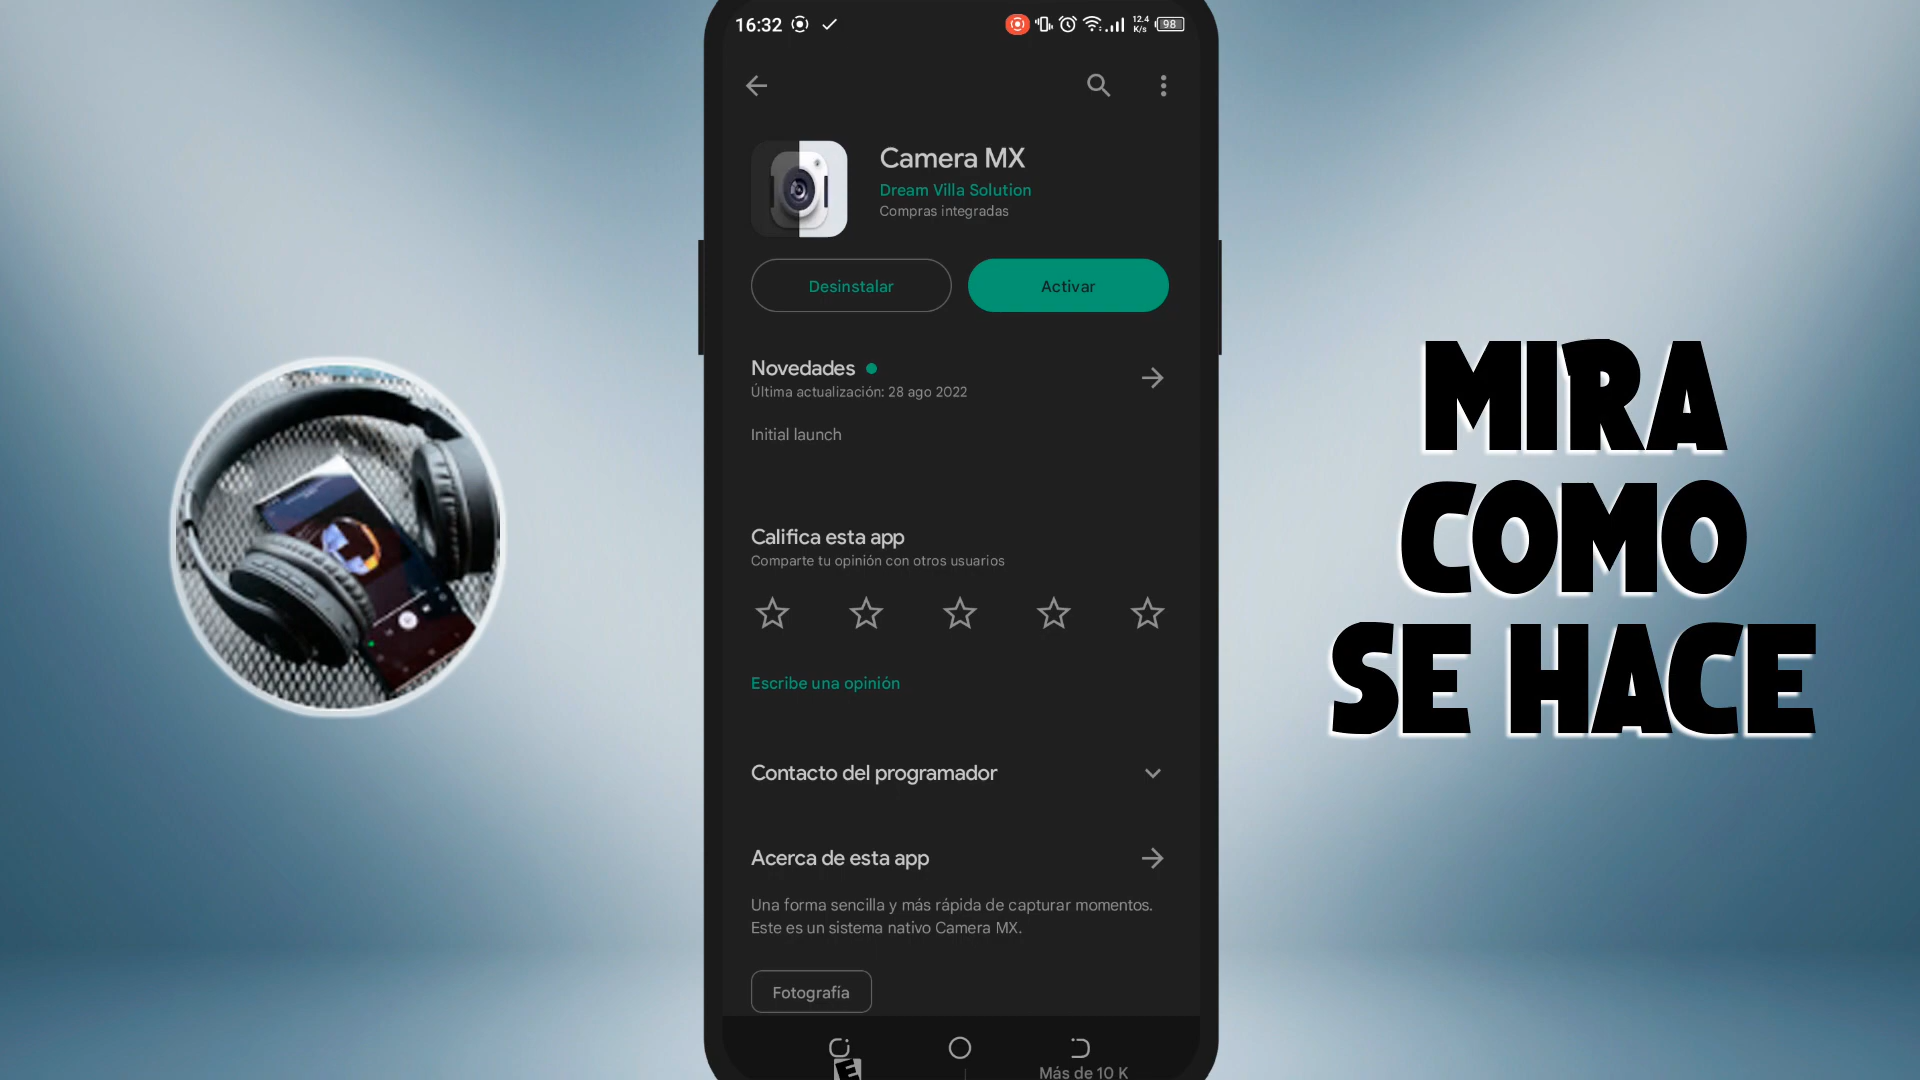 16:32
12.4
K/s
98
Camera MX
Dream Villa Solution
Compras integradas
Desinstalar
Activar
Novedades
Última actualización: 28 ago 2022
Initial launch
Califica esta app
Comparte tu opinión con otros usuarios
Escribe una opinión
Contacto del programador
Acerca de esta app
Una forma sencilla y más rápida de capturar momentos.
Este es un sistema nativo Camera MX.
Fotografía
E
Más de 10 K
MIRA
COMO
SE HACE